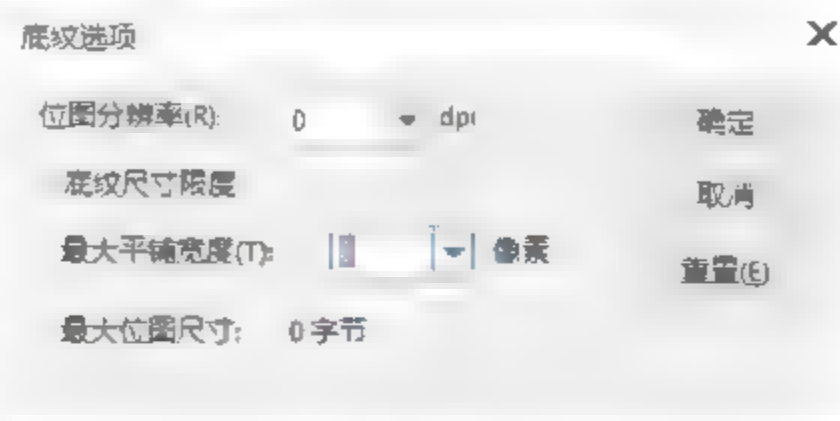 底纹选项
位图分辨率(R): 0 dpi
确定
底纹尺寸限度
取消
最大平铺宽度(T): 像素
重置(E)
最大位图尺寸: 0 字节